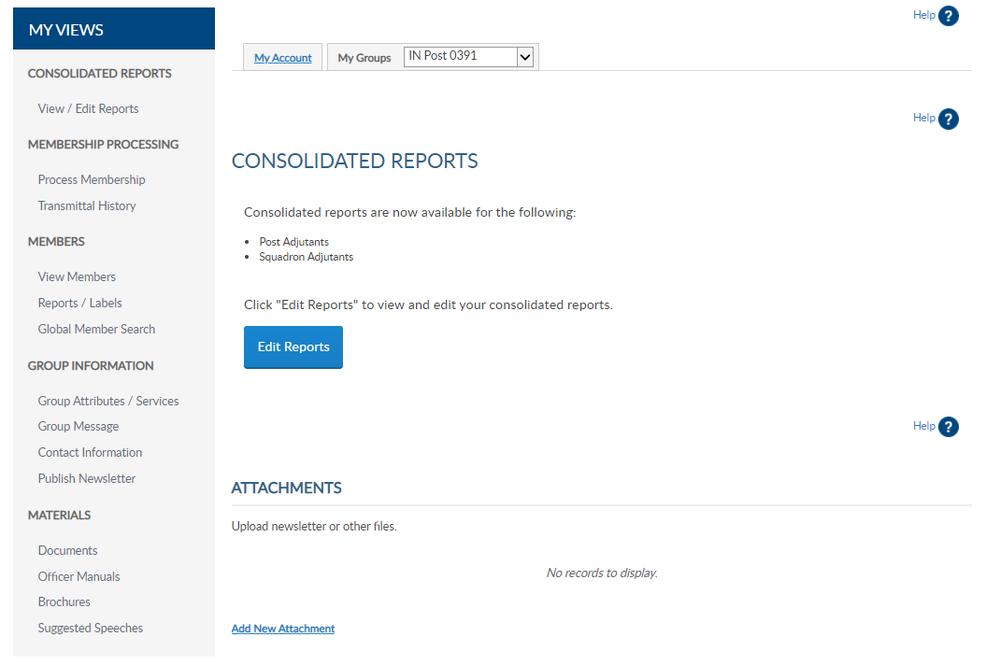 MY VIEWS
CONSOLIDATED REPORTS
View / Edit Reports
MEMBERSHIP PROCESSING
Process Membership
Transmittal History
MEMBERS
View Members
Reports / Labels
Global Member Search
GROUP INFORMATION
Group Attributes / Services
Group Message
Contact Information
Publish Newsletter
MATERIALS
Documents
Officer Manuals
Brochures
Suggested Speeches
Help ?
My Account My Groups IN Post 0391
Help ?
CONSOLIDATED REPORTS
Consolidated reports are now available for the following:
• Post Adjutants
• Squadron Adjutants
Click "Edit Reports" to view and edit your consolidated reports.
Edit Reports
Help ?
ATTACHMENTS
Upload newsletter or other files.
No records to display.
Add New Attachment